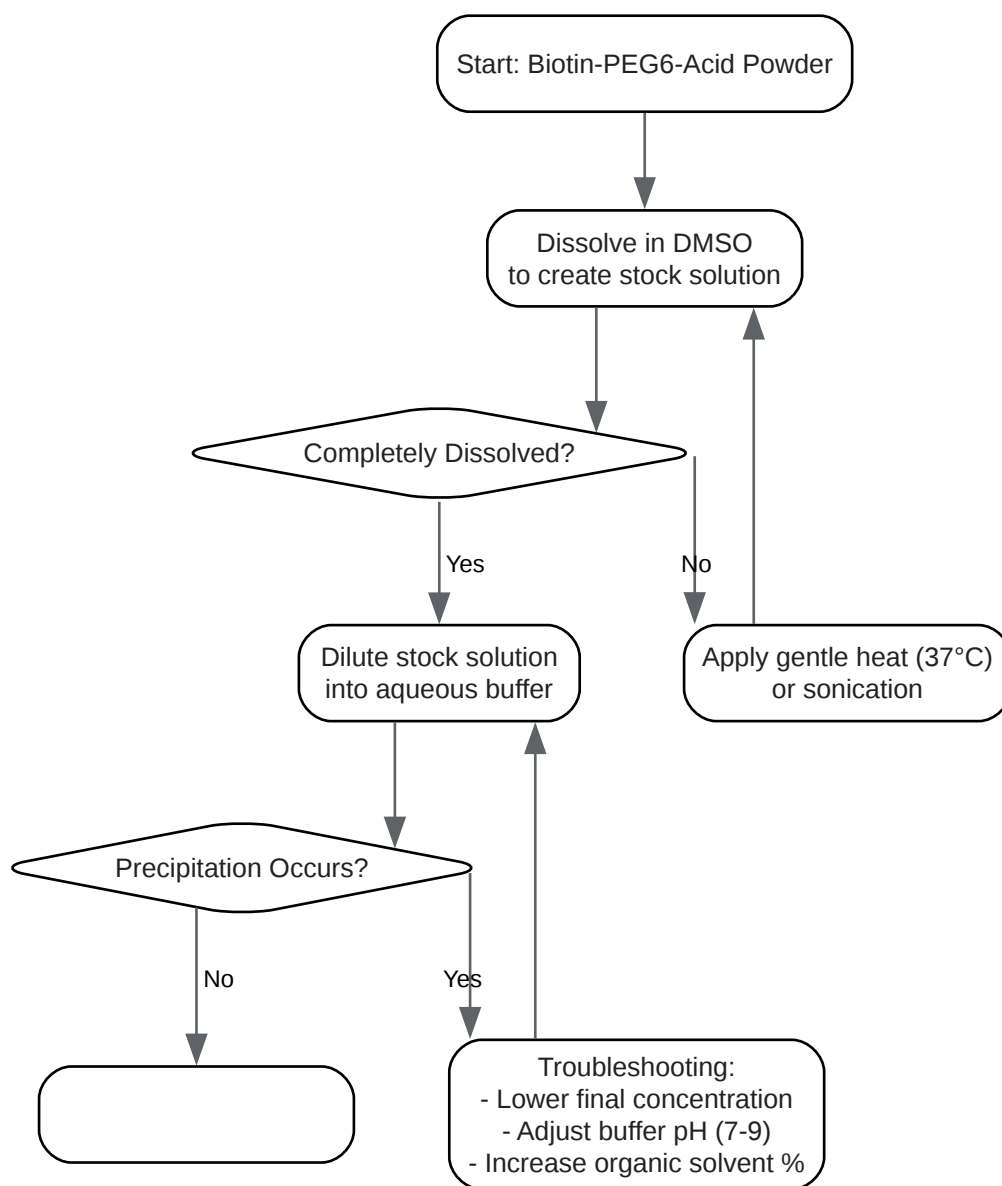 Start: Biotin-PEG6-Acid Powder
Dissolve in DMSO
to create stock solution
Completely Dissolved?
Yes
No
Dilute stock solution
into aqueous buffer
Apply gentle heat (37°C)
or sonication
Precipitation Occurs?
No
Yes
Troubleshooting:
- Lower final concentration
- Adjust buffer pH (7-9)
- Increase organic solvent %